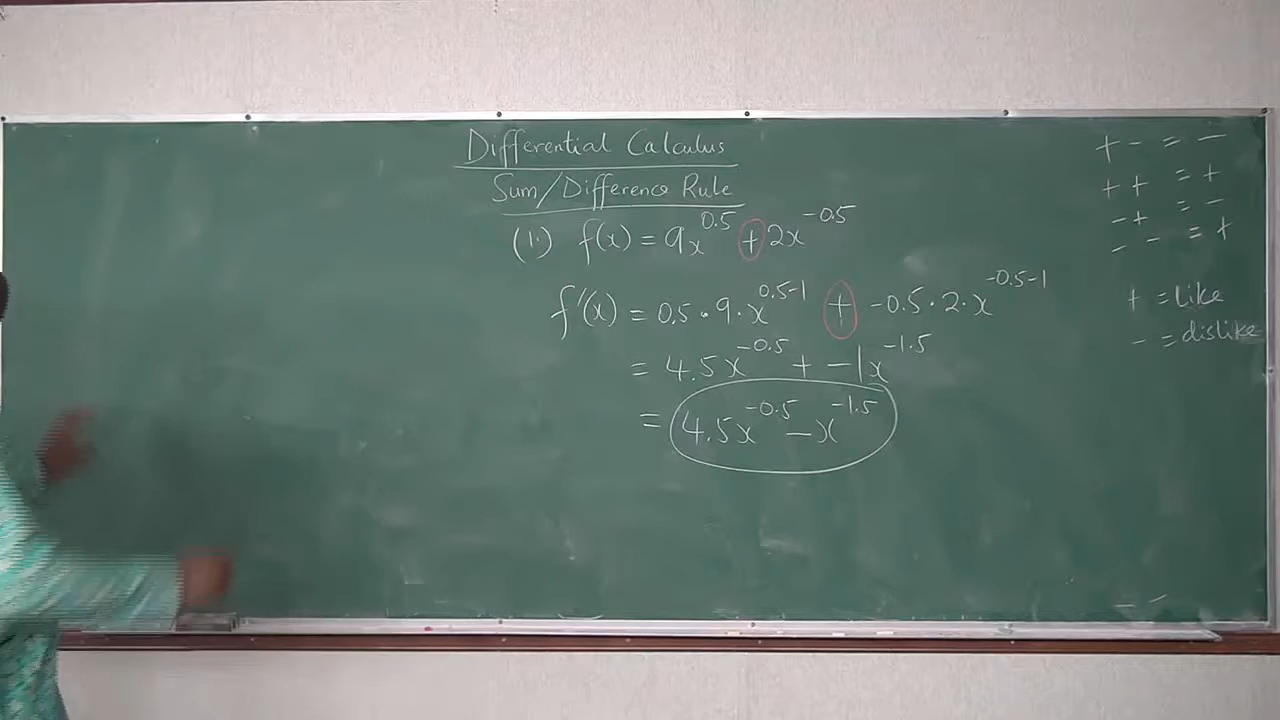 Differential Calculus
Sum/Difference Rule
(1.) f(x) = 9x^0.5 + 2x^-0.5
f'(x) = 0.5 · 9 · x^0.5-1 + -0.5 · 2 · x^-0.5-1
= 4.5x^-0.5 + -1x^-1.5
= 4.5x^-0.5 - x^-1.5
+ - = -
+ + = +
- + = -
- - = +
+ = like
- = dislike